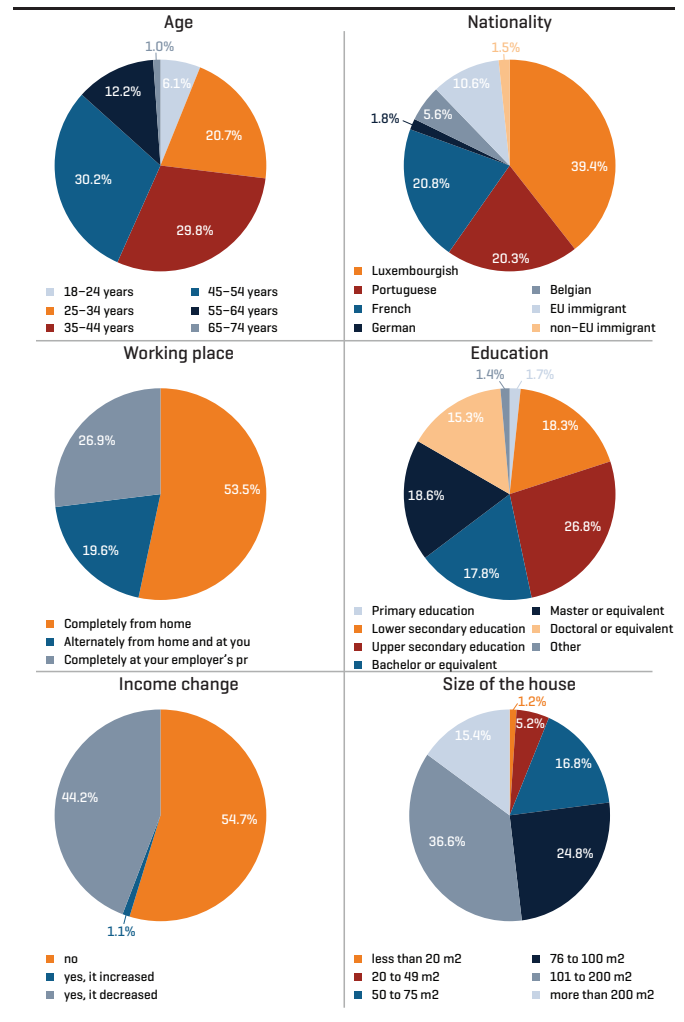 Age
1.0%
6.1%
12.2%
20.7%
30.2%
29.8%
18–24 years
45–54 years
25–34 years
55–64 years
35–44 years
65–74 years
Nationality
1.5%
10.6%
5.6%
1.8%
39.4%
20.8%
20.3%
Luxembourgish
Portuguese
Belgian
French
EU immigrant
German
non–EU immigrant
Working place
26.9%
53.5%
19.6%
Completely from home
Alternately from home and at you
Completely at your employer's pr
Education
1.4%
1.7%
15.3%
18.3%
18.6%
26.8%
17.8%
Primary education
Master or equivalent
Lower secondary education
Doctoral or equivalent
Upper secondary education
Other
Bachelor or equivalent
Income change
44.2%
54.7%
1.1%
no
yes, it increased
yes, it decreased
Size of the house
1.2%
5.2%
15.4%
16.8%
36.6%
24.8%
less than 20 m2
76 to 100 m2
20 to 49 m2
101 to 200 m2
50 to 75 m2
more than 200 m2